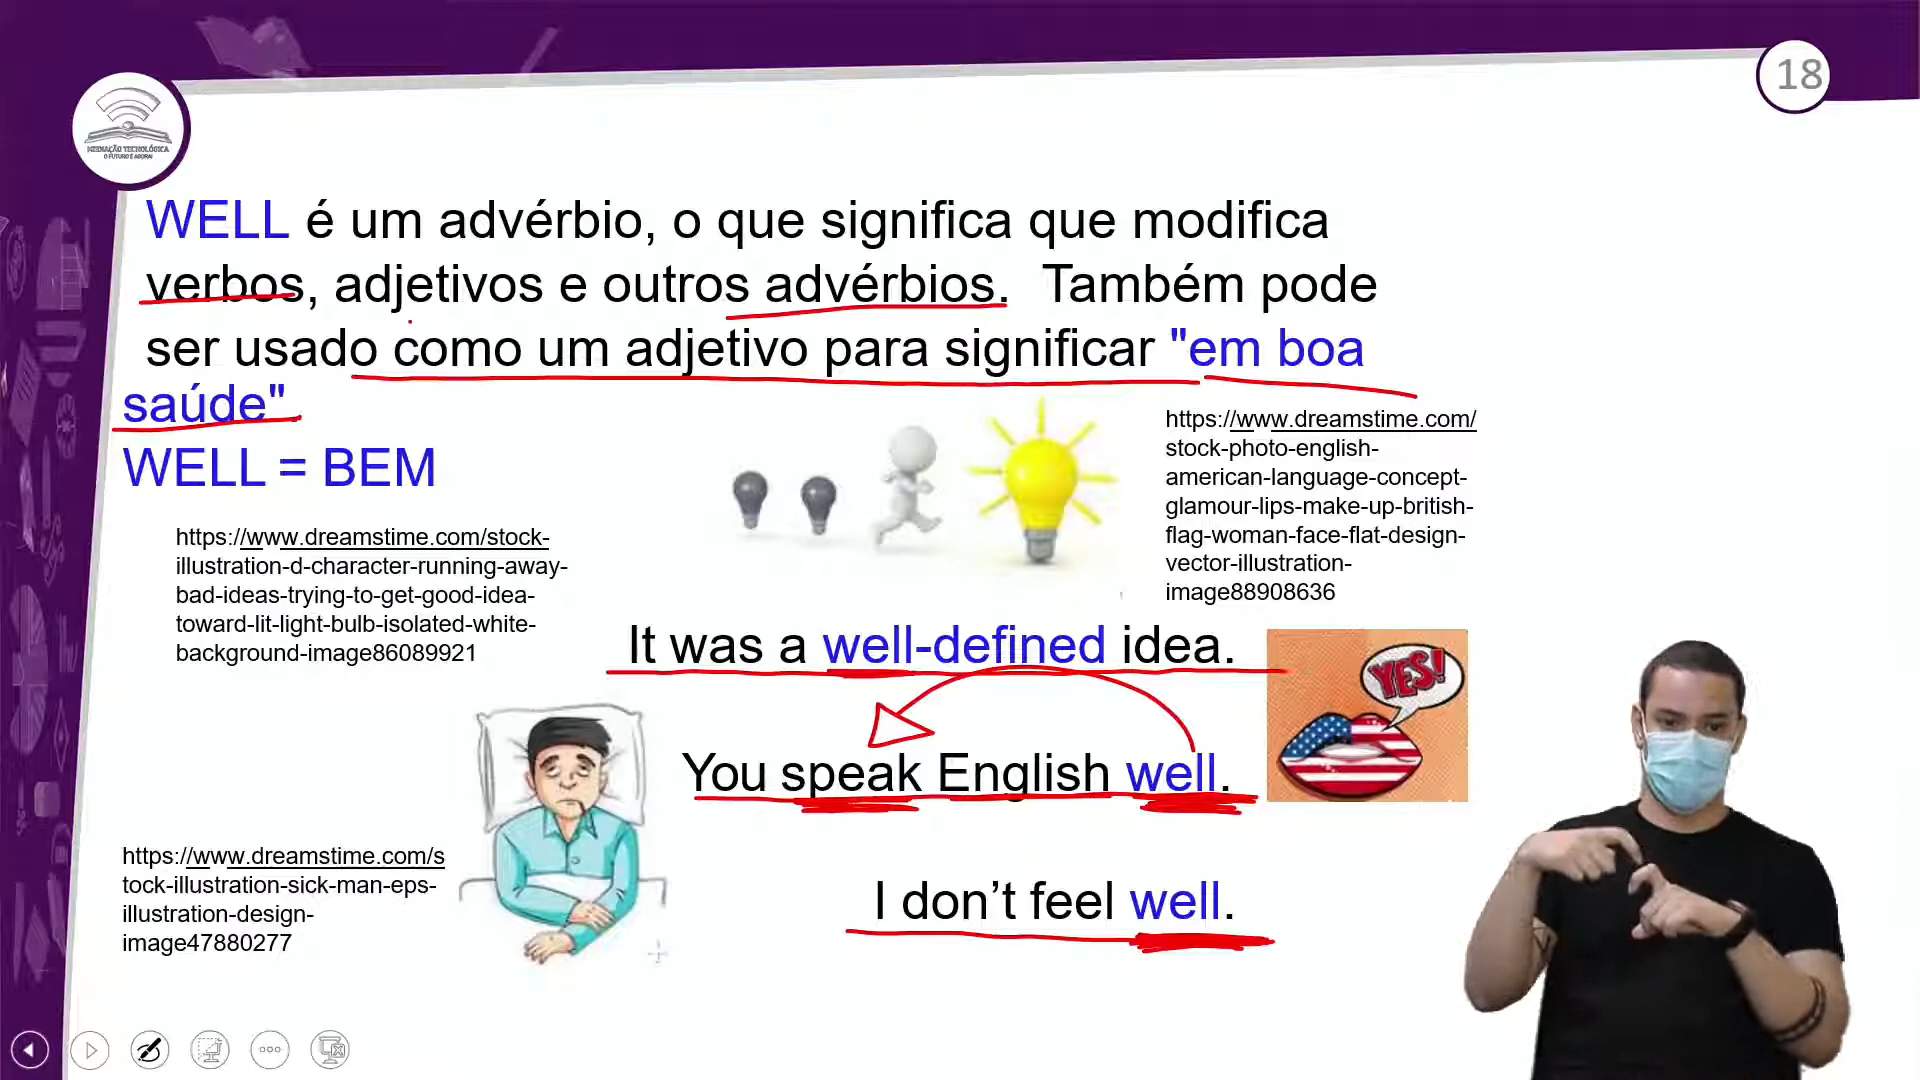 18
MEDIAÇÃO TECNOLÓGICA
O FUTURO É AGORA!
WELL é um advérbio, o que significa que modifica
verbos, adjetivos e outros advérbios. Também pode
ser usado como um adjetivo para significar "em boa
saúde".
WELL = BEM
https://www.dreamstime.com/
stock-photo-english-
american-language-concept-
glamour-lips-make-up-british-
flag-woman-face-flat-design-
vector-illustration-
image88908636
https://www.dreamstime.com/stock-
illustration-d-character-running-away-
bad-ideas-trying-to-get-good-idea-
toward-lit-light-bulb-isolated-white-
background-image86089921
It was a well-defined idea.
YES!
You speak English well.
https://www.dreamstime.com/s
tock-illustration-sick-man-eps-
illustration-design-
image47880277
I don’t feel well.